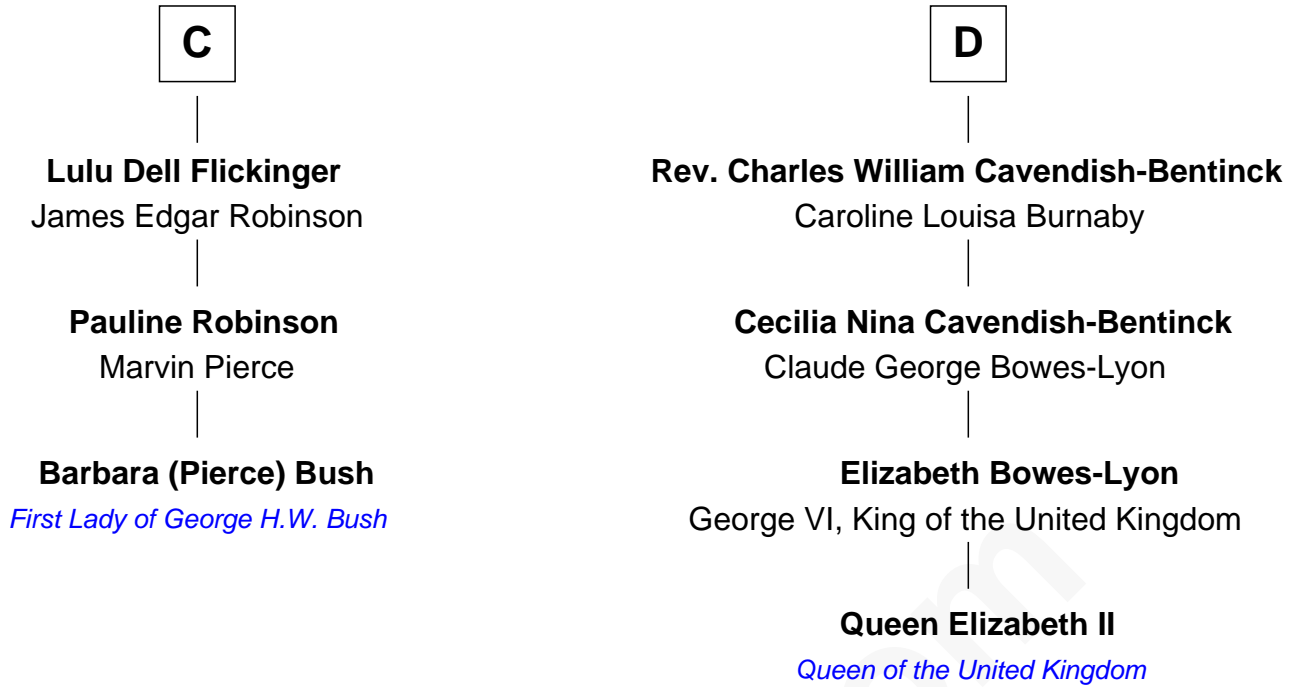 C
Lulu Dell Flickinger
James Edgar Robinson
Pauline Robinson
Marvin Pierce
Barbara (Pierce) Bush
First Lady of George H.W. Bush
D
Rev. Charles William Cavendish-Bentinck
Caroline Louisa Burnaby
Cecilia Nina Cavendish-Bentinck
Claude George Bowes-Lyon
Elizabeth Bowes-Lyon
George VI, King of the United Kingdom
Queen Elizabeth II
Queen of the United Kingdom